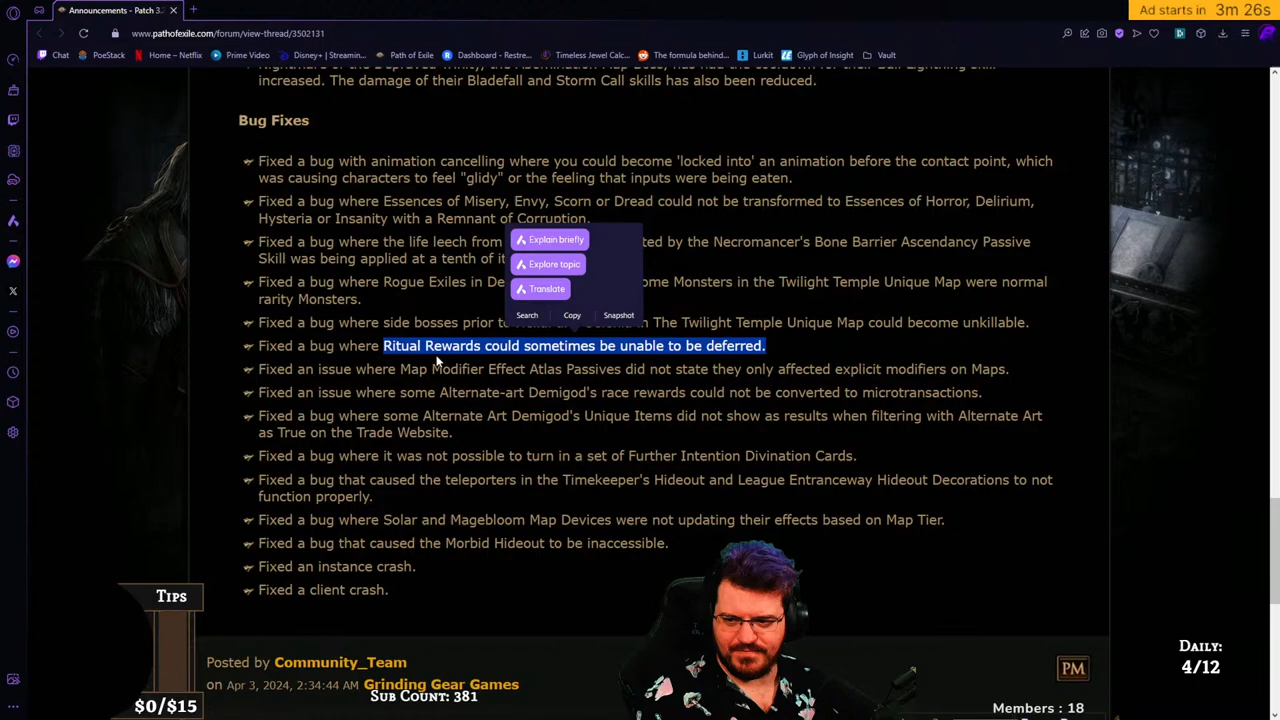 Announcements - Patch 3.
Ad starts in 3m 26s
www.pathofexile.com/forum/view-thread/3502131
Chat
PoeStack
Home – Netflix
Prime Video
Disney+ | Streamin...
Path of Exile
Dashboard - Restre...
Timeless Jewel Calc...
The formula behind...
Lurkit
Glyph of Insight
Vault
increased. The damage of their Bladefall and Storm Call skills has also been reduced.
Bug Fixes
Fixed a bug with animation cancelling where you could become 'locked into' an animation before the contact point, which
was causing characters to feel "glidy" or the feeling that inputs were being eaten.
Fixed a bug where Essences of Misery, Envy, Scorn or Dread could not be transformed to Essences of Horror, Delirium,
Hysteria or Insanity with a Remnant of Corruption.
Fixed a bug where the life leech from ted by the Necromancer's Bone Barrier Ascendancy Passive
Skill was being applied at a tenth of it
Fixed a bug where Rogue Exiles in De ome Monsters in the Twilight Temple Unique Map were normal
rarity Monsters.
Fixed a bug where side bosses prior to in The Twilight Temple Unique Map could become unkillable.
Fixed a bug where Ritual Rewards could sometimes be unable to be deferred.
Fixed an issue where Map Modifier Effect Atlas Passives did not state they only affected explicit modifiers on Maps.
Fixed an issue where some Alternate-art Demigod's race rewards could not be converted to microtransactions.
Fixed a bug where some Alternate Art Demigod's Unique Items did not show as results when filtering with Alternate Art
as True on the Trade Website.
Fixed a bug where it was not possible to turn in a set of Further Intention Divination Cards.
Fixed a bug that caused the teleporters in the Timekeeper's Hideout and League Entranceway Hideout Decorations to not
function properly.
Fixed a bug where Solar and Magebloom Map Devices were not updating their effects based on Map Tier.
Fixed a bug that caused the Morbid Hideout to be inaccessible.
Fixed an instance crash.
Fixed a client crash.
Explain briefly
Explore topic
Translate
Search
Copy
Snapshot
Tips
$0/$15
Posted by Community_Team
on Apr 3, 2024, 2:34:44 AM Grinding Gear Games
Sub Count: 381
PM
Daily:
4/12
Members : 18